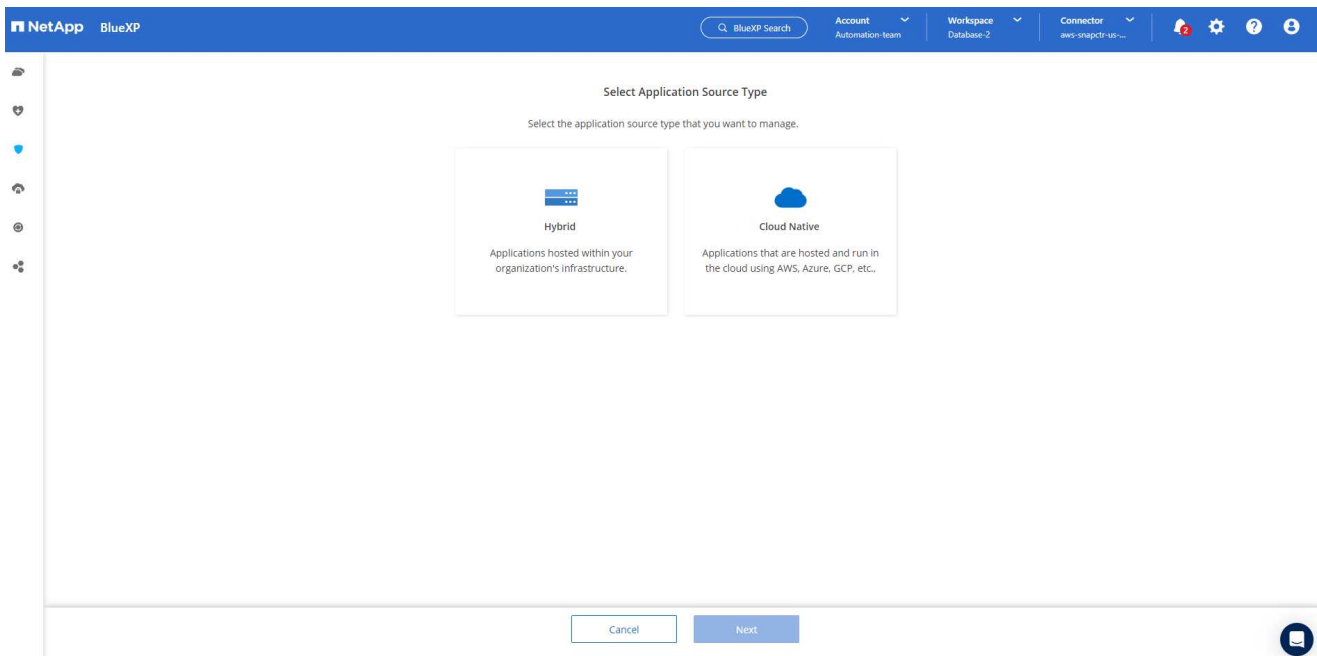 NetApp BlueXP
BlueXP Search
Account
Automation-team
Workspace
Database-2
Connector
aws-snapctr-us-...
2
Select Application Source Type
Select the application source type that you want to manage.
Hybrid
Applications hosted within your
organization's infrastructure.
Cloud Native
Applications that are hosted and run in
the cloud using AWS, Azure, GCP, etc..
Cancel
Next